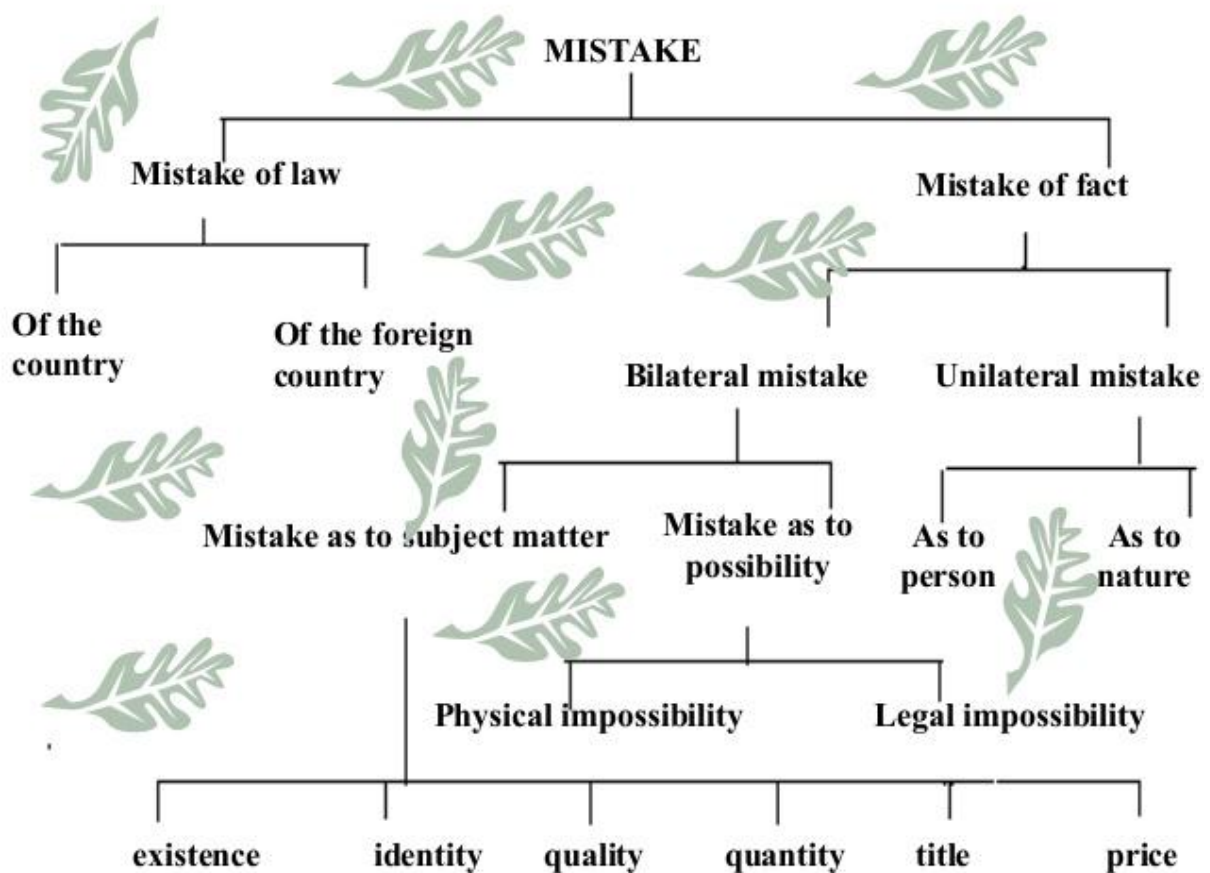 MISTAKE
Mistake of law
Mistake of fact
Of the
country
Of the foreign
country
Bilateral mistake
Unilateral mistake
Mistake as to subject matter
Mistake as to
possibility
As to
person
As to
nature
Physical impossibility
Legal impossibility
existence
identity
quality
quantity
title
price